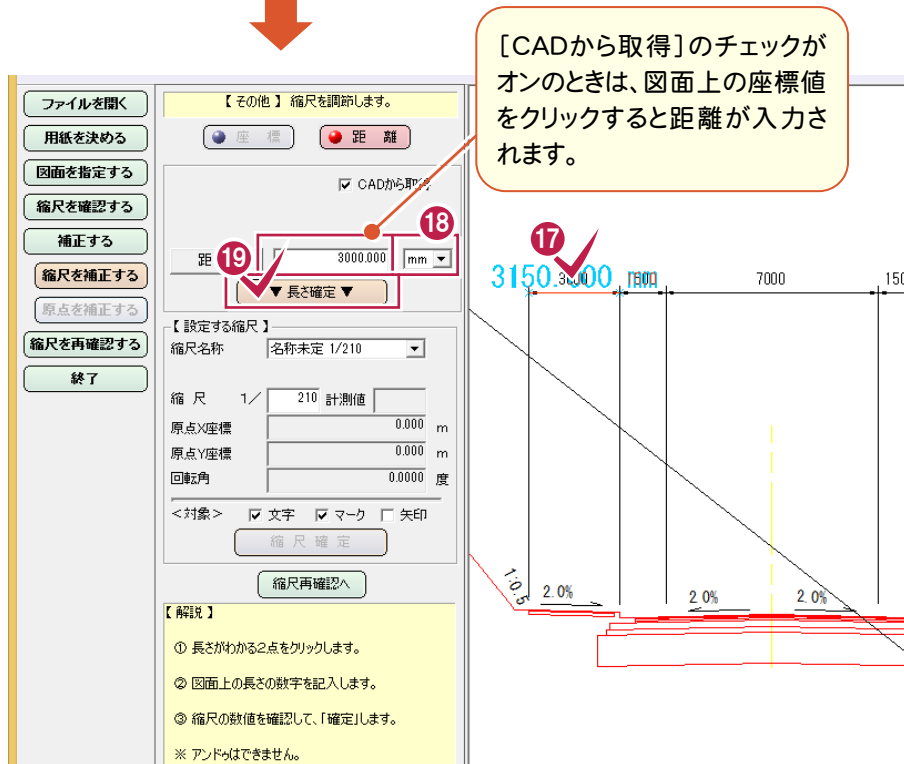 [CADから取得]のチェックが
オンのときは、図面上の座標値
をクリックすると距離が入力さ
れます。
ファイルを開く
用紙を決める
図面を指定する
縮尺を確認する
補正する
縮尺を補正する
原点を補正する
縮尺を再確認する
終了
【 その他 】 縮尺を調節します。
座 標
距 離
CADから取得
18
距
19
3000.000
mm
▼ 長さ確定 ▼
【 設定する縮尺 】
縮尺名称
名称未定 1/210
縮 尺 1/ 210 計測値
原点X座標 0.000 m
原点Y座標 0.000 m
回転角 0.0000 度
<対象> 文字 マーク 矢印
縮 尺 確 定
縮尺再確認へ
【 解説 】
① 長さがわかる2点をクリックします。
② 図面上の長さの数字を記入します。
③ 縮尺の数値を確認して、「確定」します。
※ アンドゥはできません。
17
3150.000 mm
7000
150
1:0.5
2.0%
2.0%
2.0%